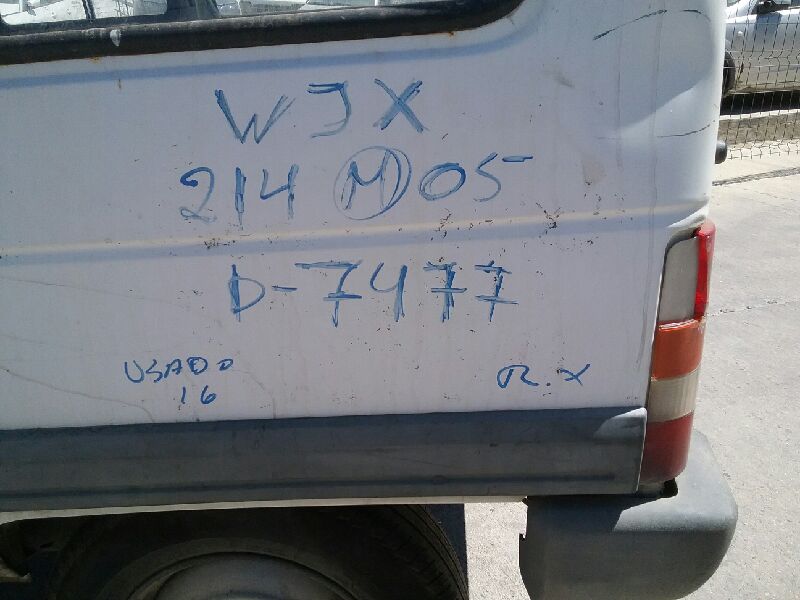 WJX
214 M 05
D-7477
USADO R.X
16